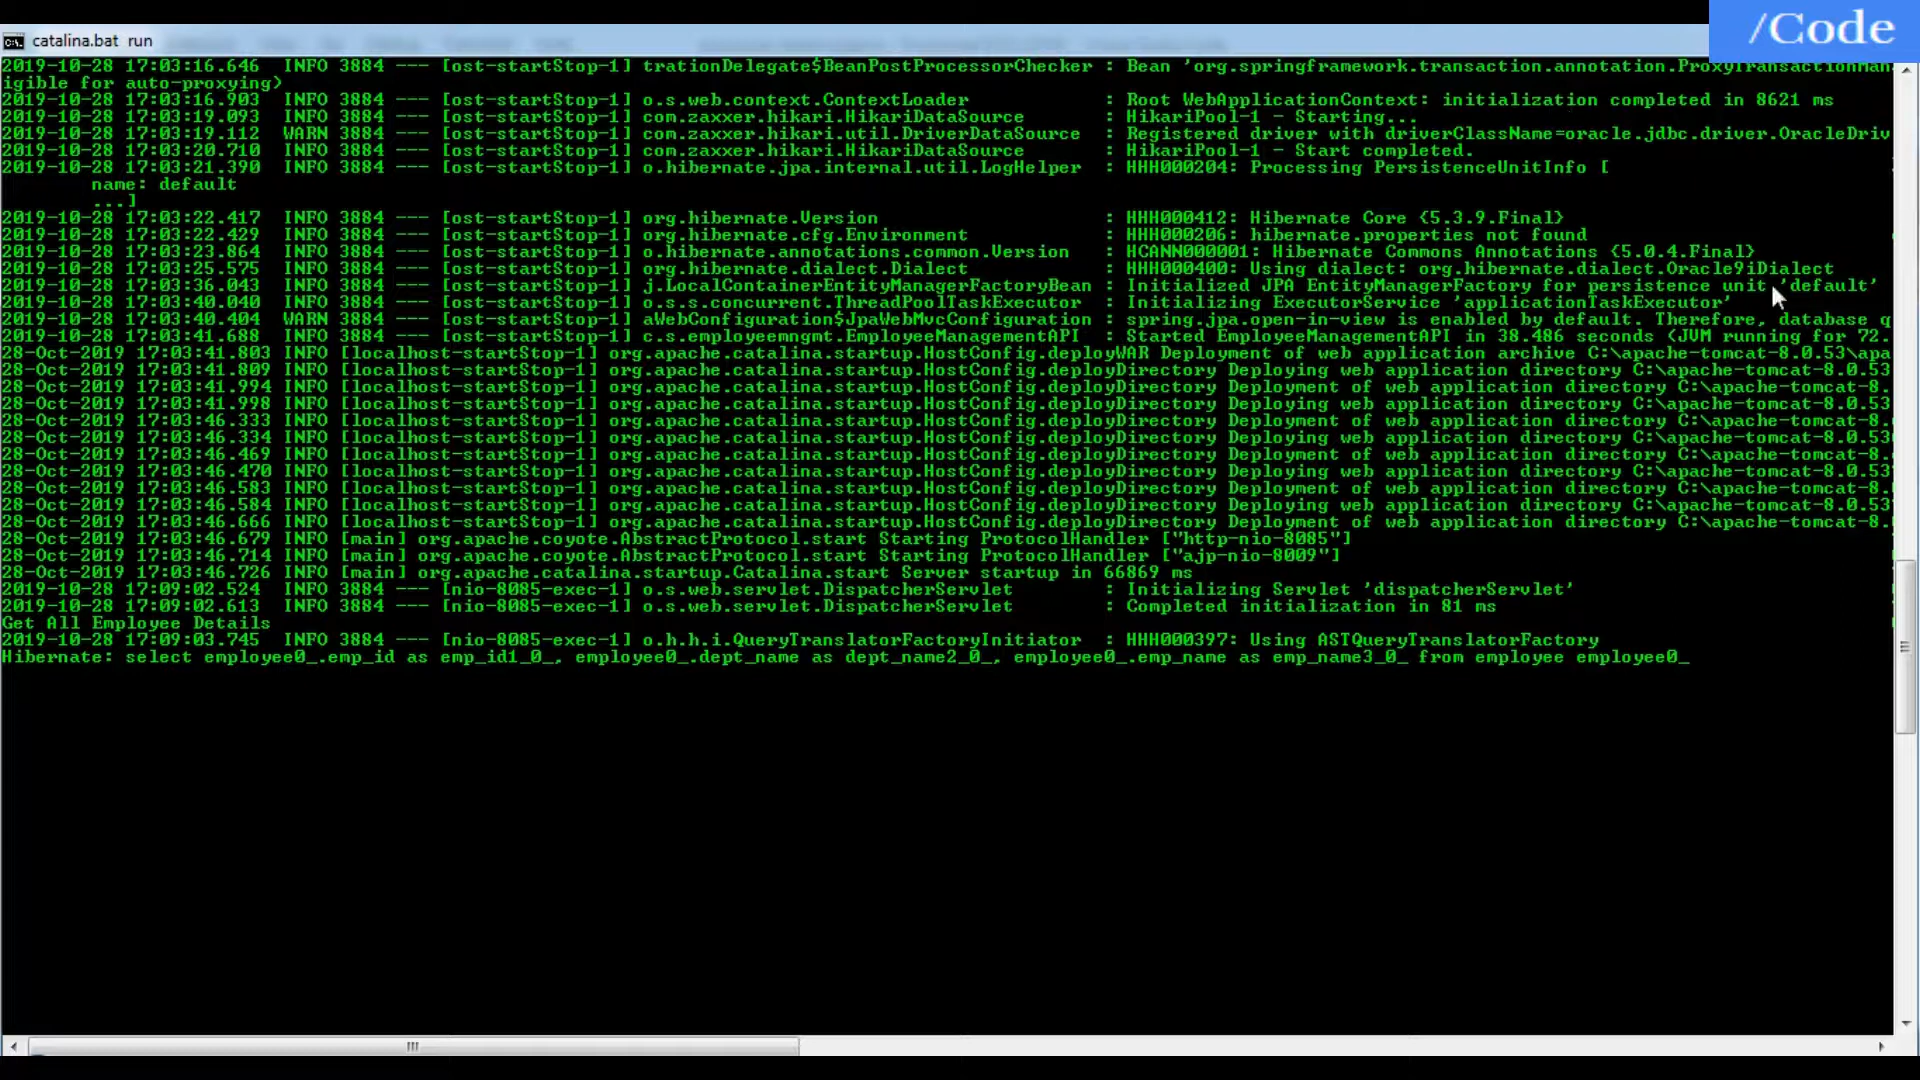 /Code
catalina.bat run
2019-10-28 17:03:16.646 INFO 3884 --- [ost-startStop-1] trationDelegate$BeanPostProcessorChecker : Bean 'org.springframework.transaction.annotation.ProxyTransactionMan
igible for auto-proxying)
2019-10-28 17:03:16.903 INFO 3884 --- [ost-startStop-1] o.s.web.context.ContextLoader : Root WebApplicationContext: initialization completed in 8621 ms
2019-10-28 17:03:19.093 INFO 3884 --- [ost-startStop-1] com.zaxxer.hikari.HikariDataSource : HikariPool-1 - Starting...
2019-10-28 17:03:19.112 WARN 3884 --- [ost-startStop-1] com.zaxxer.hikari.util.DriverDataSource : Registered driver with driverClassName=oracle.jdbc.driver.OracleDriv
2019-10-28 17:03:20.710 INFO 3884 --- [ost-startStop-1] com.zaxxer.hikari.HikariDataSource : HikariPool-1 - Start completed.
2019-10-28 17:03:21.390 INFO 3884 --- [ost-startStop-1] o.hibernate.jpa.internal.util.LogHelper : HHH000204: Processing PersistenceUnitInfo [
name: default
...]
2019-10-28 17:03:22.417 INFO 3884 --- [ost-startStop-1] org.hibernate.Version : HHH000412: Hibernate Core {5.3.9.Final}
2019-10-28 17:03:22.429 INFO 3884 --- [ost-startStop-1] org.hibernate.cfg.Environment : HHH000206: hibernate.properties not found
2019-10-28 17:03:23.864 INFO 3884 --- [ost-startStop-1] o.hibernate.annotations.common.Version : HCANN000001: Hibernate Commons Annotations {5.0.4.Final}
2019-10-28 17:03:25.575 INFO 3884 --- [ost-startStop-1] org.hibernate.dialect.Dialect : HHH000400: Using dialect: org.hibernate.dialect.Oracle9iDialect
2019-10-28 17:03:36.043 INFO 3884 --- [ost-startStop-1] j.LocalContainerEntityManagerFactoryBean : Initialized JPA EntityManagerFactory for persistence unit 'default'
2019-10-28 17:03:40.040 INFO 3884 --- [ost-startStop-1] o.s.s.concurrent.ThreadPoolTaskExecutor : Initializing ExecutorService 'applicationTaskExecutor'
2019-10-28 17:03:40.404 WARN 3884 --- [ost-startStop-1] aWebConfiguration$JpaWebMvcConfiguration : spring.jpa.open-in-view is enabled by default. Therefore, database q
2019-10-28 17:03:41.688 INFO 3884 --- [ost-startStop-1] c.s.employeemngmt.EmployeeManagementAPI : Started EmployeeManagementAPI in 38.486 seconds (JVM running for 72.
28-Oct-2019 17:03:41.803 INFO [localhost-startStop-1] org.apache.catalina.startup.HostConfig.deployWAR Deployment of web application archive C:\apache-tomcat-8.0.53\apa
28-Oct-2019 17:03:41.809 INFO [localhost-startStop-1] org.apache.catalina.startup.HostConfig.deployDirectory Deploying web application directory C:\apache-tomcat-8.0.53
28-Oct-2019 17:03:41.994 INFO [localhost-startStop-1] org.apache.catalina.startup.HostConfig.deployDirectory Deployment of web application directory C:\apache-tomcat-8.
28-Oct-2019 17:03:41.998 INFO [localhost-startStop-1] org.apache.catalina.startup.HostConfig.deployDirectory Deploying web application directory C:\apache-tomcat-8.0.53
28-Oct-2019 17:03:46.333 INFO [localhost-startStop-1] org.apache.catalina.startup.HostConfig.deployDirectory Deployment of web application directory C:\apache-tomcat-8.
28-Oct-2019 17:03:46.334 INFO [localhost-startStop-1] org.apache.catalina.startup.HostConfig.deployDirectory Deploying web application directory C:\apache-tomcat-8.0.53
28-Oct-2019 17:03:46.469 INFO [localhost-startStop-1] org.apache.catalina.startup.HostConfig.deployDirectory Deployment of web application directory C:\apache-tomcat-8.
28-Oct-2019 17:03:46.470 INFO [localhost-startStop-1] org.apache.catalina.startup.HostConfig.deployDirectory Deploying web application directory C:\apache-tomcat-8.0.53
28-Oct-2019 17:03:46.583 INFO [localhost-startStop-1] org.apache.catalina.startup.HostConfig.deployDirectory Deployment of web application directory C:\apache-tomcat-8.
28-Oct-2019 17:03:46.584 INFO [localhost-startStop-1] org.apache.catalina.startup.HostConfig.deployDirectory Deploying web application directory C:\apache-tomcat-8.0.53
28-Oct-2019 17:03:46.666 INFO [localhost-startStop-1] org.apache.catalina.startup.HostConfig.deployDirectory Deployment of web application directory C:\apache-tomcat-8.
28-Oct-2019 17:03:46.679 INFO [main] org.apache.coyote.AbstractProtocol.start Starting ProtocolHandler ["http-nio-8085"]
28-Oct-2019 17:03:46.714 INFO [main] org.apache.coyote.AbstractProtocol.start Starting ProtocolHandler ["ajp-nio-8009"]
28-Oct-2019 17:03:46.726 INFO [main] org.apache.catalina.startup.Catalina.start Server startup in 66869 ms
2019-10-28 17:09:02.524 INFO 3884 --- [nio-8085-exec-1] o.s.web.servlet.DispatcherServlet : Initializing Servlet 'dispatcherServlet'
2019-10-28 17:09:02.613 INFO 3884 --- [nio-8085-exec-1] o.s.web.servlet.DispatcherServlet : Completed initialization in 81 ms
Get All Employee Details
2019-10-28 17:09:03.745 INFO 3884 --- [nio-8085-exec-1] o.h.h.i.QueryTranslatorFactoryInitiator : HHH000397: Using ASTQueryTranslatorFactory
Hibernate: select employee0_.emp_id as emp_id1_0_, employee0_.dept_name as dept_name2_0_, employee0_.emp_name as emp_name3_0_ from employee employee0_